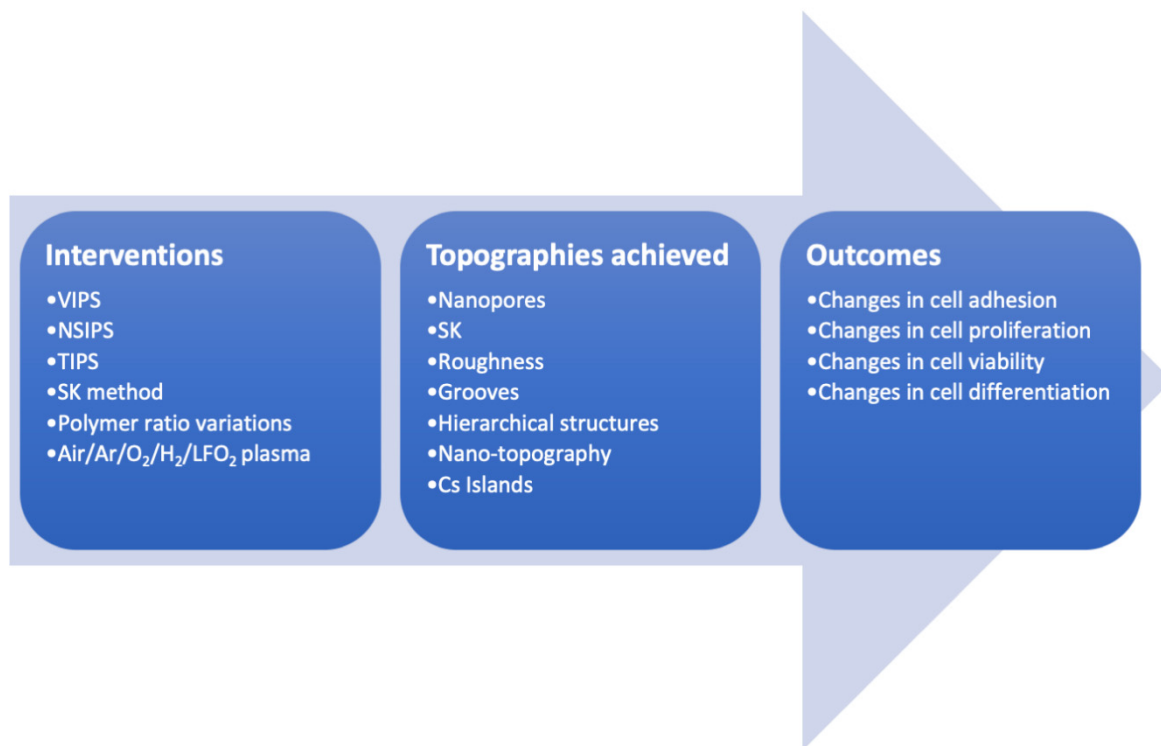 Interventions
•VIPS
•NSIPS
•TIPS
•SK method
•Polymer ratio variations
•Air/Ar/O₂/H₂/LFO₂ plasma
Topographies achieved
•Nanopores
•SK
•Roughness
•Grooves
•Hierarchical structures
•Nano-topography
•Cs Islands
Outcomes
•Changes in cell adhesion
•Changes in cell proliferation
•Changes in cell viability
•Changes in cell differentiation